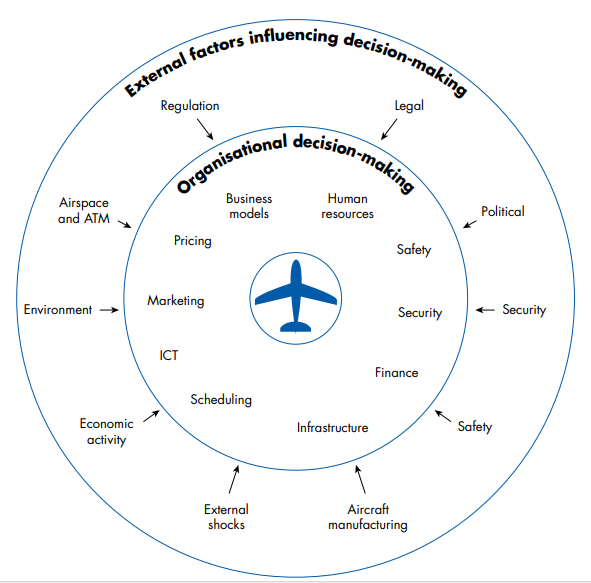 External factors influencing decision-making
Regulation
Legal
Organisational decision-making
Airspace
and ATM
Business
models
Human
resources
Political
Pricing
Safety
Environment
Marketing
Security
Security
ICT
Finance
Scheduling
Economic
activity
Infrastructure
Safety
External
shocks
Aircraft
manufacturing